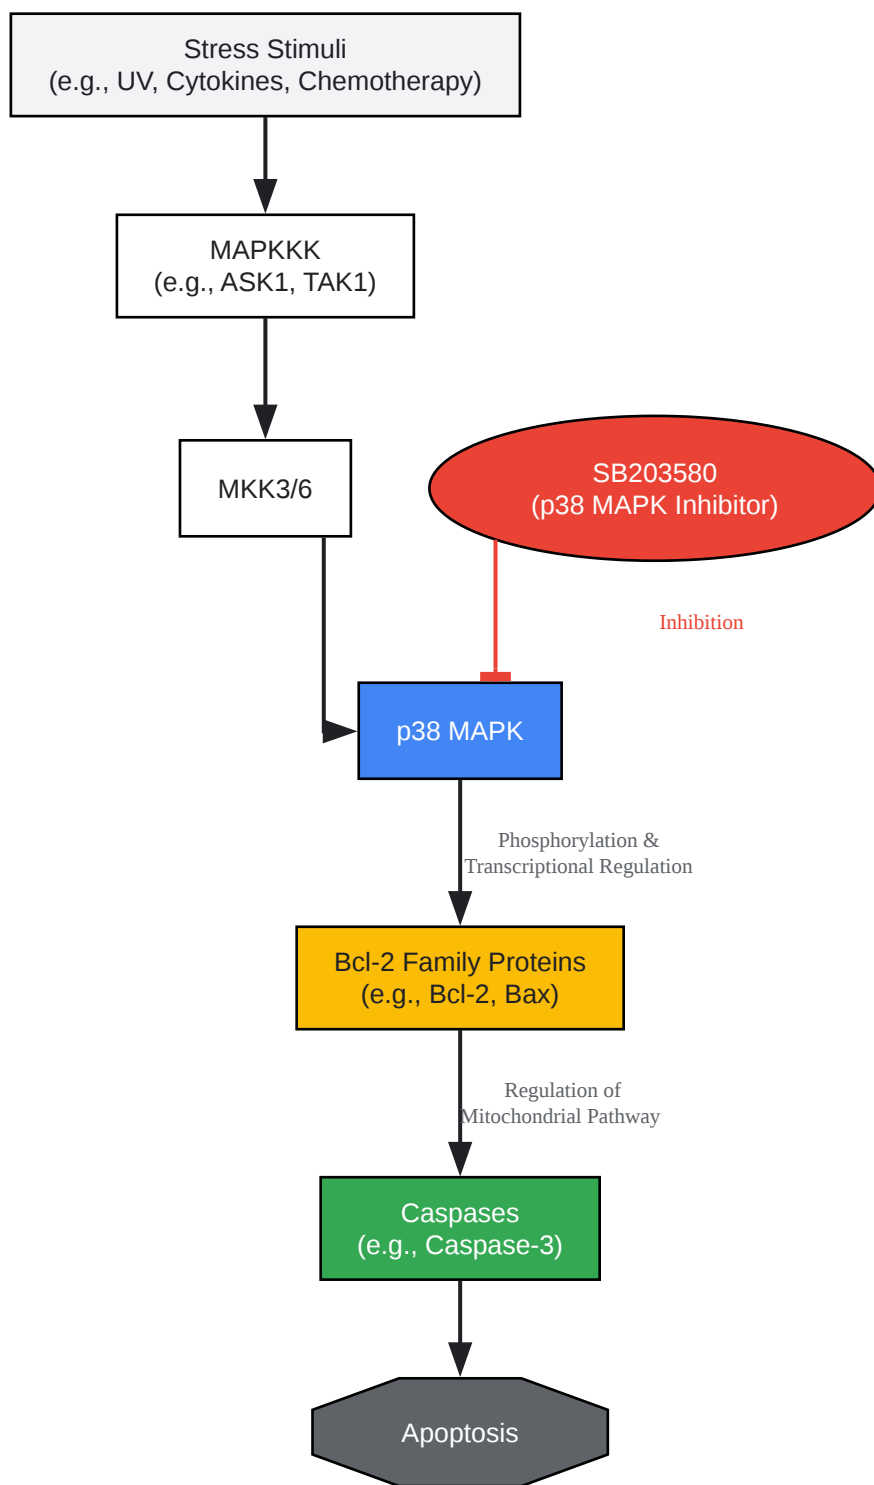 Stress Stimuli
(e.g., UV, Cytokines, Chemotherapy)
MAPKKK
(e.g., ASK1, TAK1)
MKK3/6
SB203580
(p38 MAPK Inhibitor)
Inhibition
p38 MAPK
Phosphorylation &
Transcriptional Regulation
Bcl-2 Family Proteins
(e.g., Bcl-2, Bax)
Regulation of
Mitochondrial Pathway
Caspases
(e.g., Caspase-3)
Apoptosis